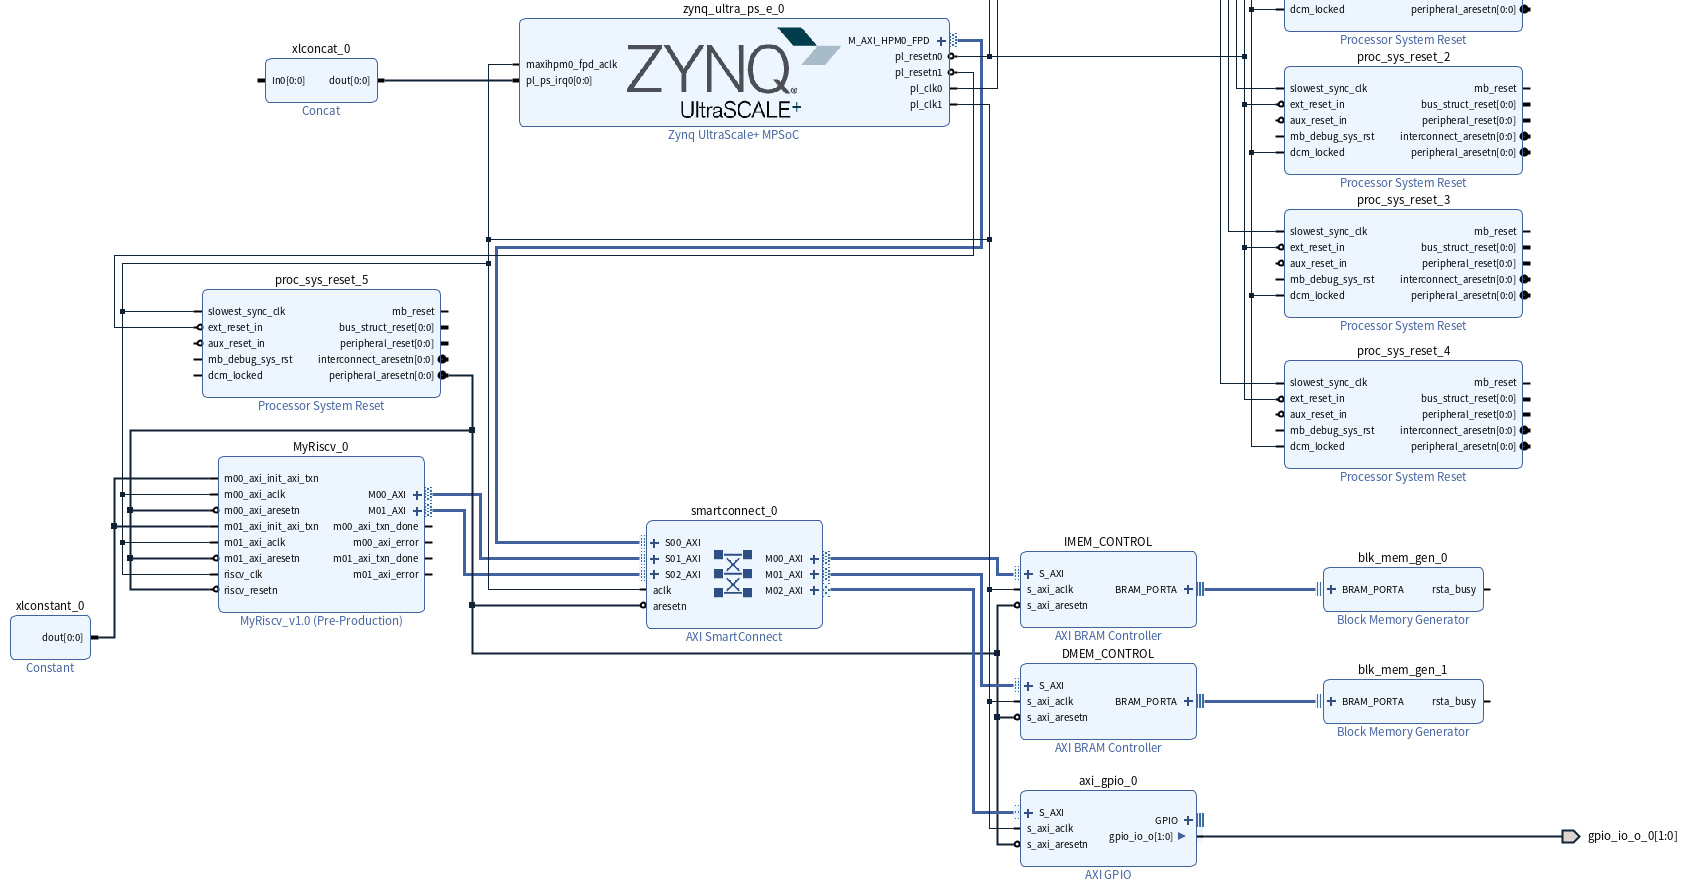 zynq_ultra_ps_e_0
xlconcat_0
In0[0:0]
dout[0:0]
Concat
maxihpm0_fpd_aclk
pl_ps_irq0[0:0]
ZYNQ
UltraSCALE+
M_AXI_HPM0_FPD
pl_resetn0
pl_resetn1
pl_clk0
pl_clk1
Zynq UltraScale+ MPSoC
dcm_locked
peripheral_aresetn[0:0]
Processor System Reset
proc_sys_reset_2
slowest_sync_clk
ext_reset_in
aux_reset_in
mb_debug_sys_rst
dcm_locked
mb_reset
bus_struct_reset[0:0]
peripheral_reset[0:0]
interconnect_aresetn[0:0]
peripheral_aresetn[0:0]
Processor System Reset
proc_sys_reset_3
slowest_sync_clk
ext_reset_in
aux_reset_in
mb_debug_sys_rst
dcm_locked
mb_reset
bus_struct_reset[0:0]
peripheral_reset[0:0]
interconnect_aresetn[0:0]
peripheral_aresetn[0:0]
Processor System Reset
proc_sys_reset_4
slowest_sync_clk
ext_reset_in
aux_reset_in
mb_debug_sys_rst
dcm_locked
mb_reset
bus_struct_reset[0:0]
peripheral_reset[0:0]
interconnect_aresetn[0:0]
peripheral_aresetn[0:0]
Processor System Reset
proc_sys_reset_5
slowest_sync_clk
ext_reset_in
aux_reset_in
mb_debug_sys_rst
dcm_locked
mb_reset
bus_struct_reset[0:0]
peripheral_reset[0:0]
interconnect_aresetn[0:0]
peripheral_aresetn[0:0]
Processor System Reset
MyRiscv_0
m00_axi_init_axi_txn
m00_axi_aclk
m00_axi_aresetn
m01_axi_init_axi_txn
m01_axi_aclk
m01_axi_aresetn
riscv_clk
riscv_resetn
M00_AXI
M01_AXI
m00_axi_txn_done
m00_axi_error
m01_axi_txn_done
m01_axi_error
MyRiscv_v1.0 (Pre-Production)
xlconstant_0
dout[0:0]
Constant
smartconnect_0
S00_AXI
S01_AXI
S02_AXI
aclk
aresetn
M00_AXI
M01_AXI
M02_AXI
AXI SmartConnect
IMEM_CONTROL
S_AXI
s_axi_aclk
s_axi_aresetn
BRAM_PORTA
AXI BRAM Controller
blk_mem_gen_0
BRAM_PORTA
rsta_busy
Block Memory Generator
DMEM_CONTROL
S_AXI
s_axi_aclk
s_axi_aresetn
BRAM_PORTA
AXI BRAM Controller
blk_mem_gen_1
BRAM_PORTA
rsta_busy
Block Memory Generator
axi_gpio_0
S_AXI
s_axi_aclk
s_axi_aresetn
GPIO
gpio_io_o[1:0]
AXI GPIO
gpio_io_o_0[1:0]